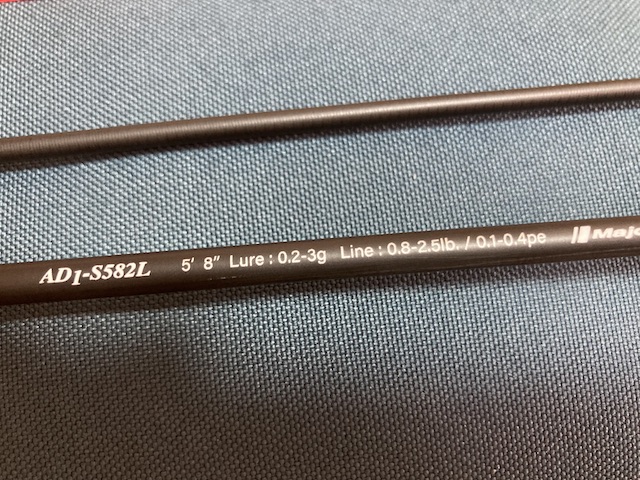 AD1-S582L 5' 8" Lure : 0.2-3g Line : 0.8-2.5lb. / 0.1-0.4pe